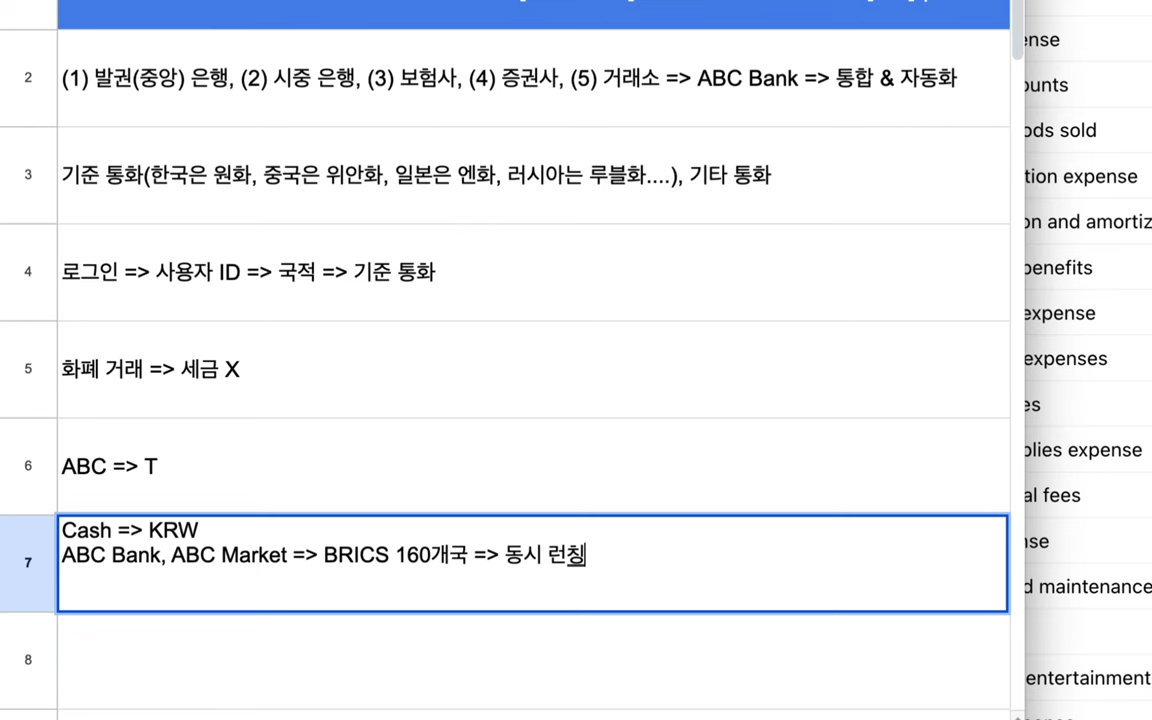 2
(1) 발권(중앙) 은행, (2) 시중 은행, (3) 보험사, (4) 증권사, (5) 거래소 => ABC Bank => 통합 & 자동화
3
기준 통화(한국은 원화, 중국은 위안화, 일본은 엔화, 러시아는 루블화....), 기타 통화
4
로그인 => 사용자 ID => 국적 => 기준 통화
5
화폐 거래 => 세금 X
6
ABC => T
7
Cash => KRW
ABC Bank, ABC Market => BRICS 160개국 => 동시 런칭
8
ense
ounts
ods sold
tion expense
on and amortiz
benefits
expense
expenses
es
plies expense
al fees
nse
d maintenance
entertainment